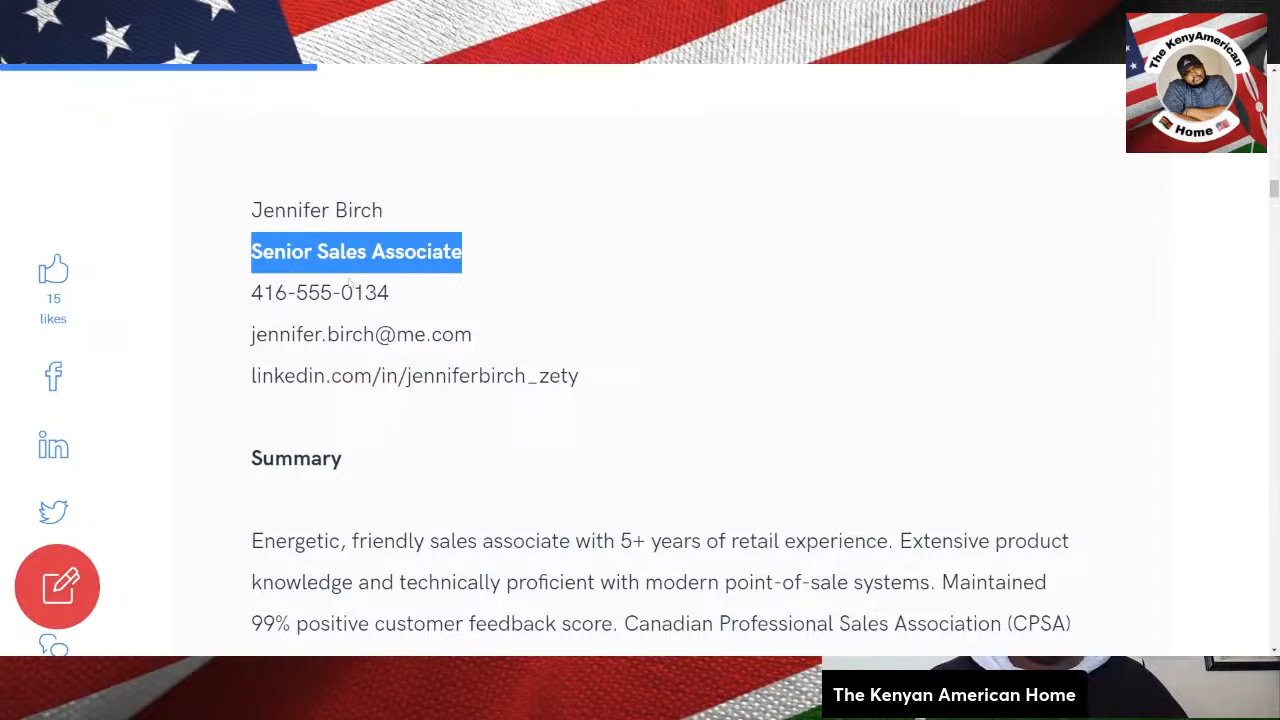 The KenyAmerican
Home
Jennifer Birch
Senior Sales Associate
416-555-0134
jennifer.birch@me.com
linkedin.com/in/jenniferbirch_zety
15
likes
Summary
Energetic, friendly sales associate with 5+ years of retail experience. Extensive product
knowledge and technically proficient with modern point-of-sale systems. Maintained
99% positive customer feedback score. Canadian Professional Sales Association (CPSA)
The Kenyan American Home